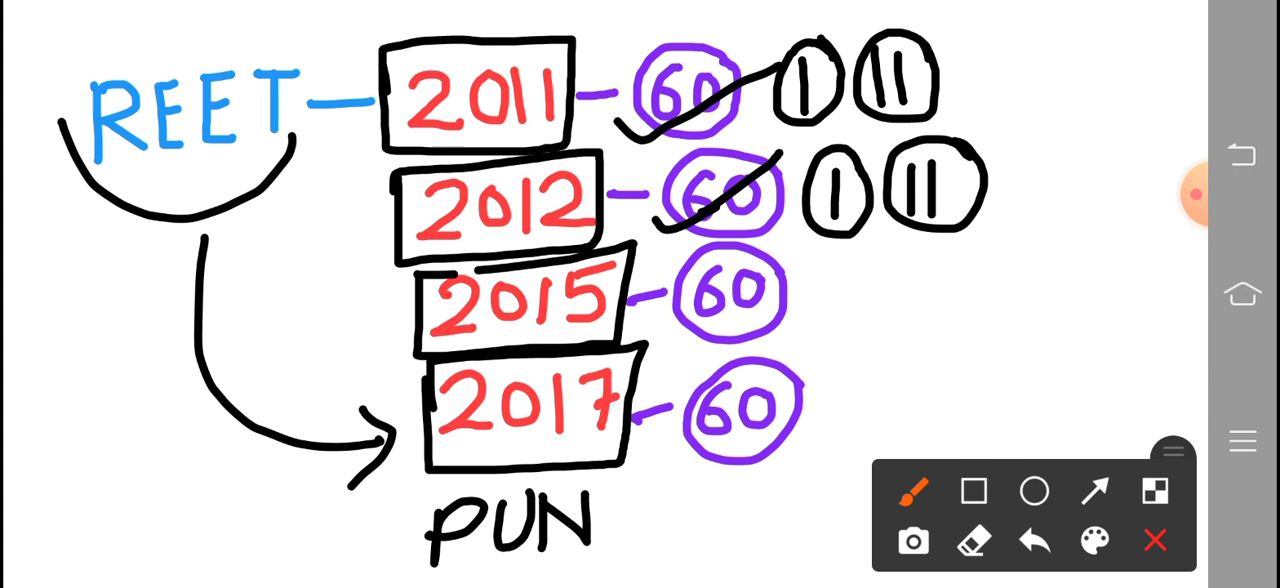 REET - 2011 - 60 I II
2012 - 60 I II
2015 - 60
2017 - 60
PUN